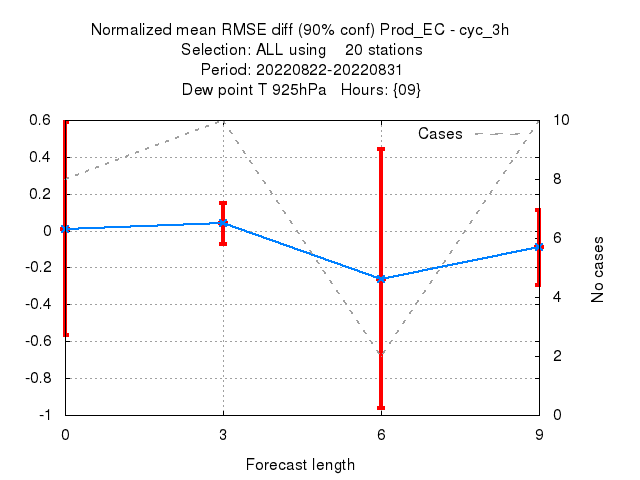 Normalized mean RMSE diff (90% conf) Prod_EC - cyc_3h
Selection: ALL using 20 stations
Period: 20220822-20220831
Dew point T 925hPa Hours: {09}
Cases
0.6
0.4
0.2
0
-0.2
-0.4
-0.6
-0.8
-1
10
8
6
4
2
0
No cases
0 3 6 9
Forecast length